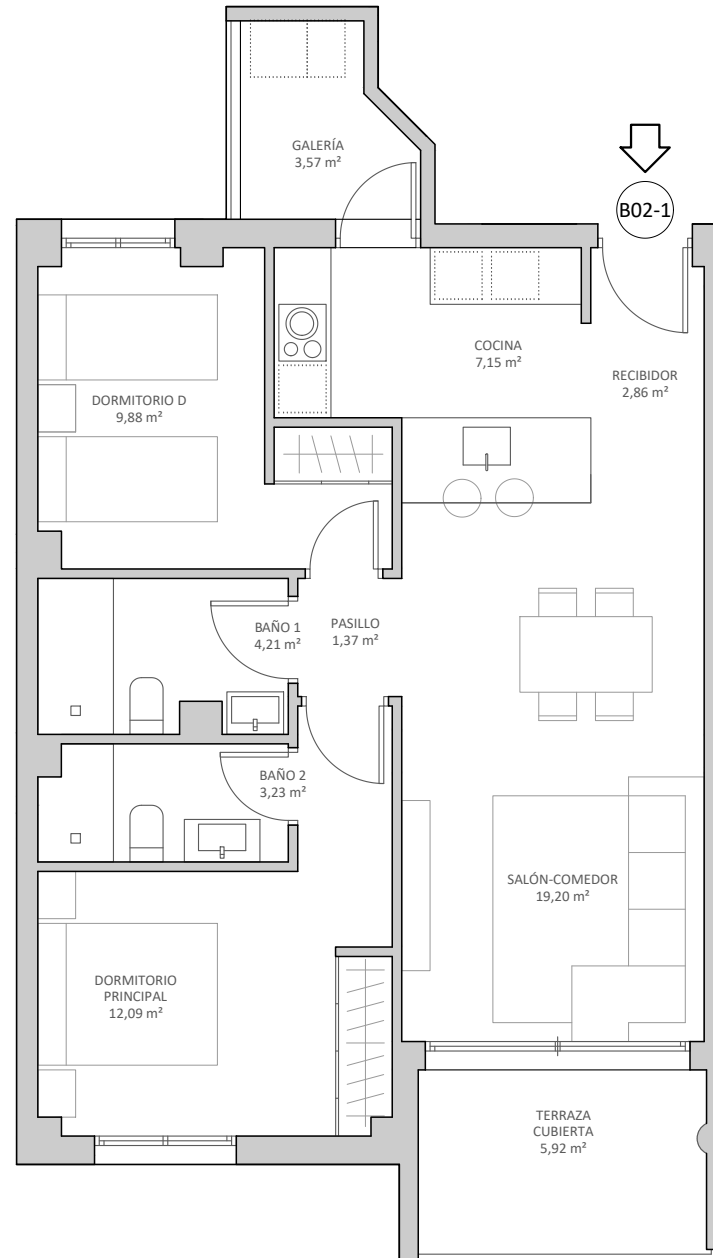 GALERÍA
3,57 m²
B02-1
COCINA
7,15 m²
RECIBIDOR
2,86 m²
DORMITORIO D
9,88 m²
BAÑO 1
4,21 m²
PASILLO
1,37 m²
BAÑO 2
3,23 m²
SALÓN-COMEDOR
19,20 m²
DORMITORIO
PRINCIPAL
12,09 m²
TERRAZA
CUBIERTA
5,92 m²